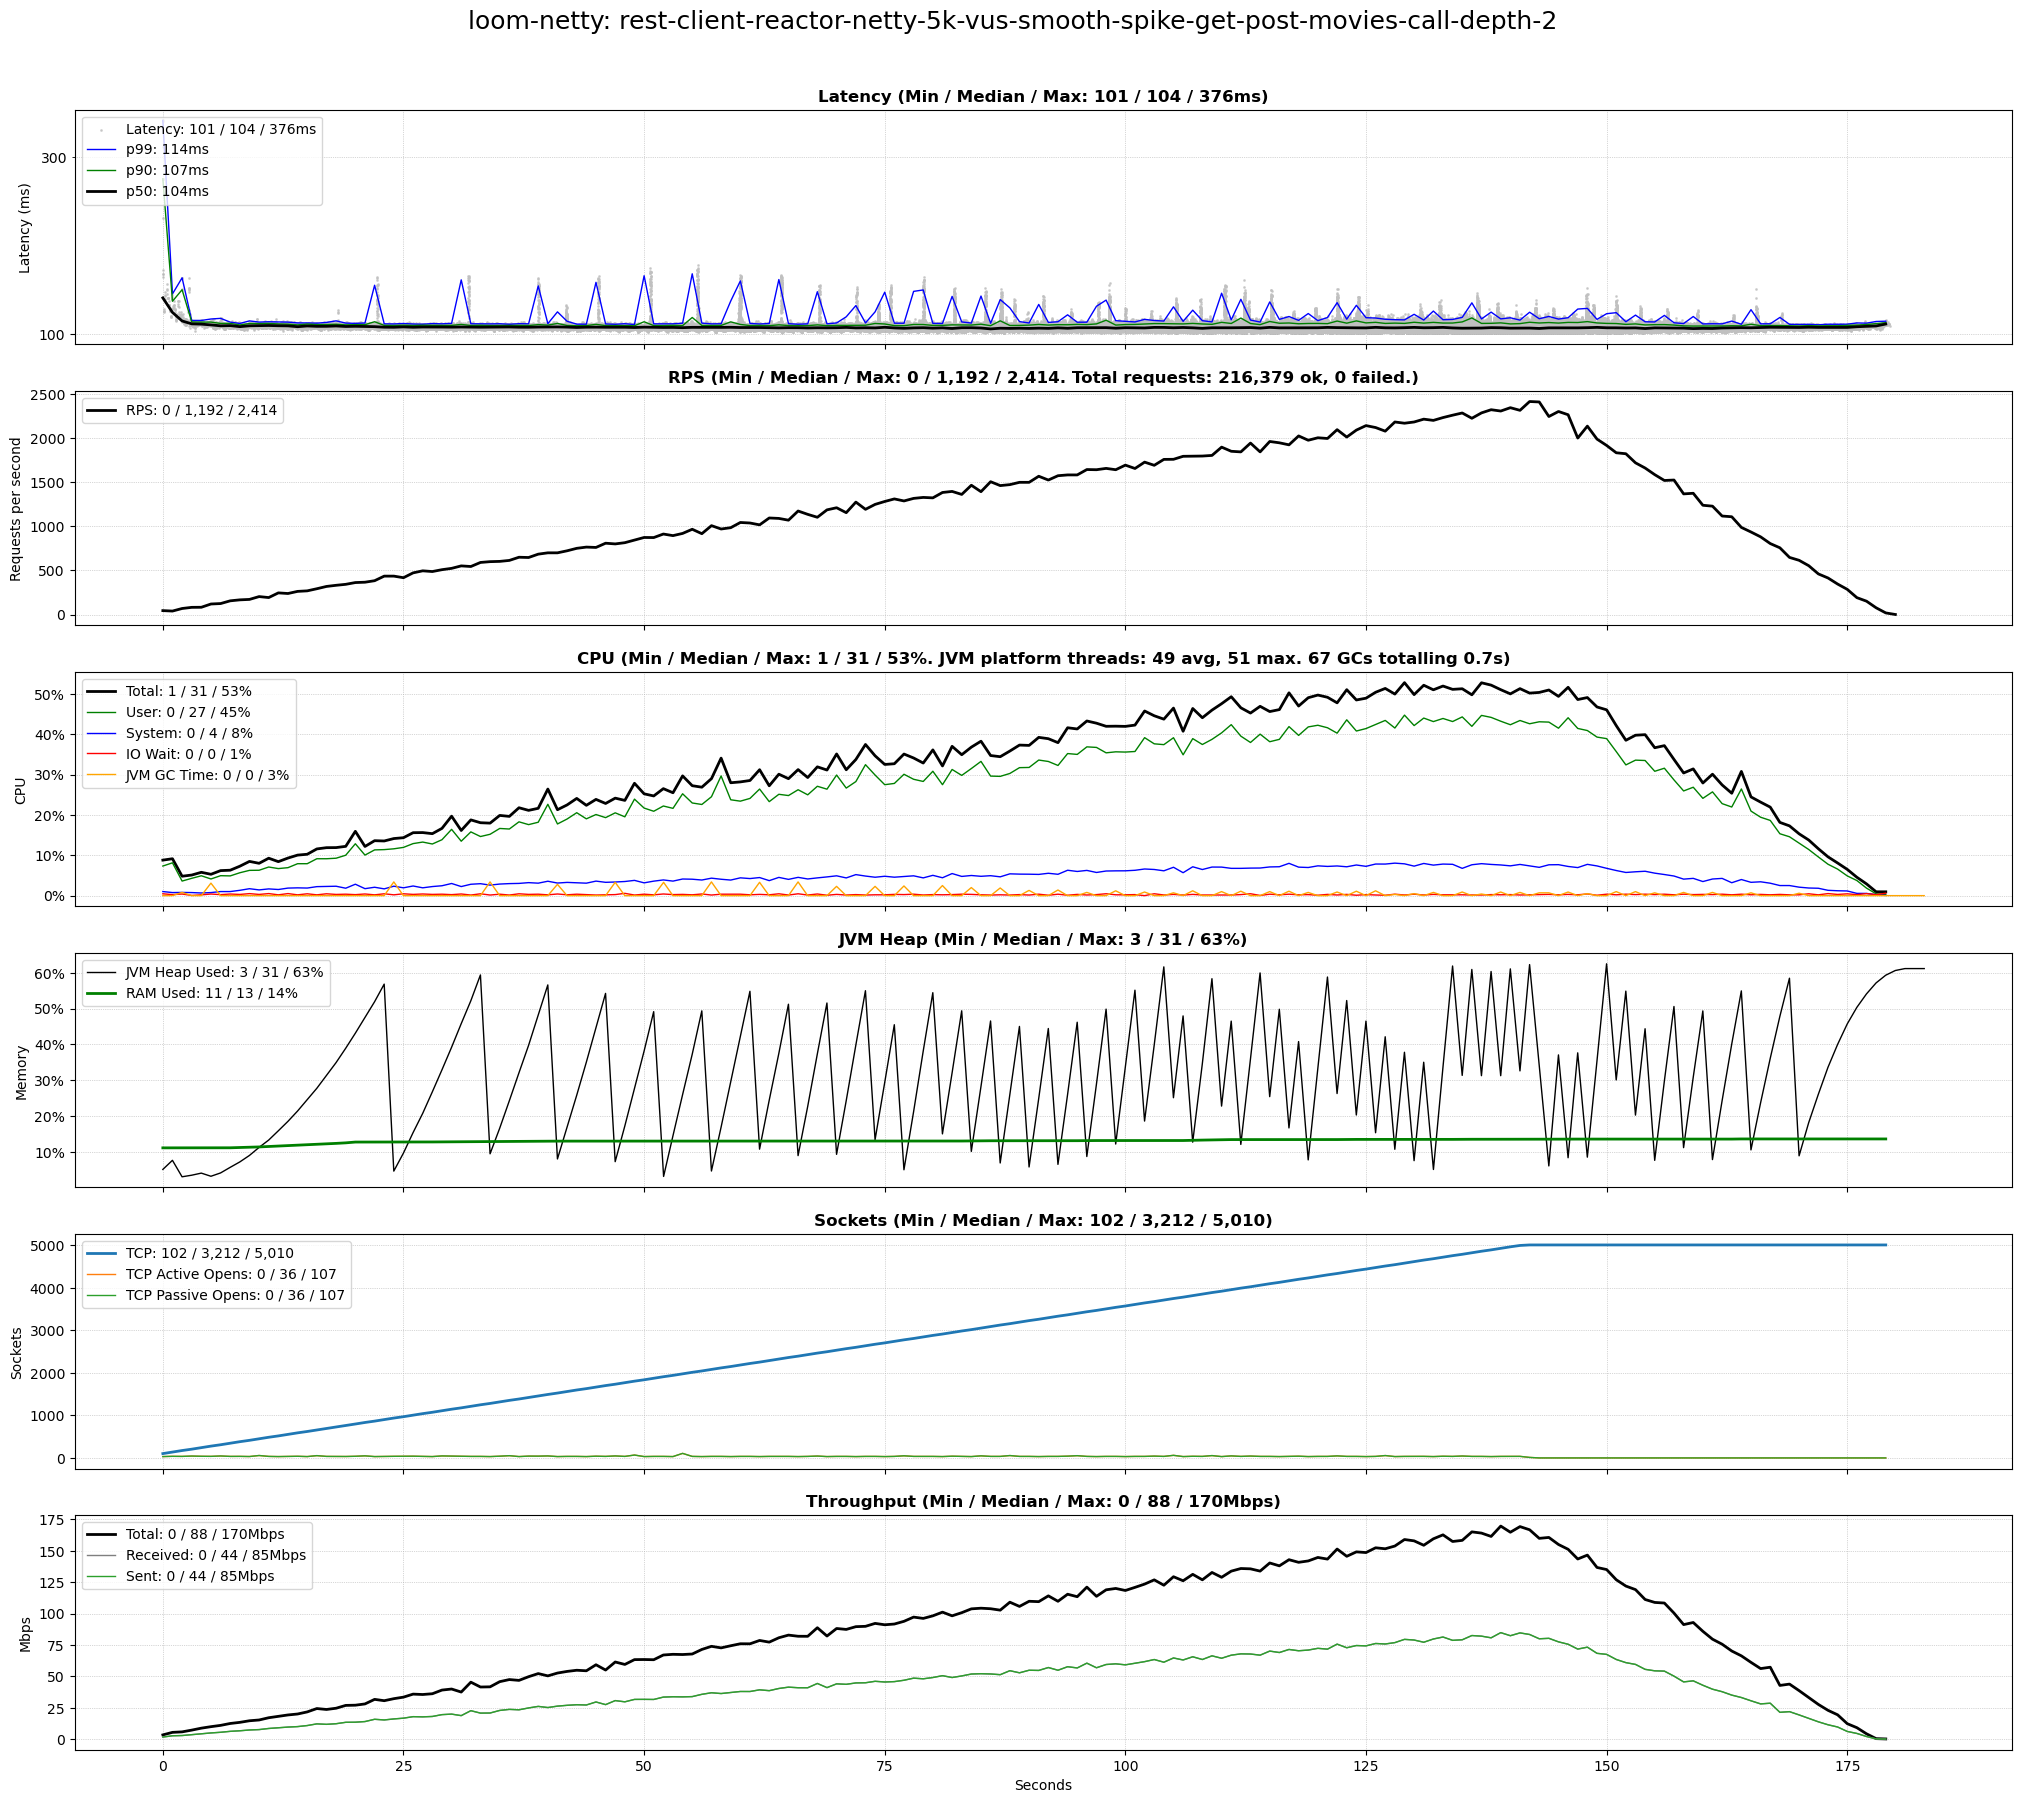 loom-netty: rest-client-reactor-netty-5k-vus-smooth-spike-get-post-movies-call-depth-2
Latency (Min / Median / Max: 101 / 104 / 376ms)
Latency: 101 / 104 / 376ms
p99: 114ms
p90: 107ms
p50: 104ms
300
100
Latency (ms)
RPS (Min / Median / Max: 0 / 1,192 / 2,414. Total requests: 216,379 ok, 0 failed.)
RPS: 0 / 1,192 / 2,414
2500
2000
1500
1000
500
0
Requests per second
CPU (Min / Median / Max: 1 / 31 / 53%. JVM platform threads: 49 avg, 51 max. 67 GCs totalling 0.7s)
Total: 1 / 31 / 53%
User: 0 / 27 / 45%
System: 0 / 4 / 8%
IO Wait: 0 / 0 / 1%
JVM GC Time: 0 / 0 / 3%
50%
40%
30%
20%
10%
0%
CPU
JVM Heap (Min / Median / Max: 3 / 31 / 63%)
JVM Heap Used: 3 / 31 / 63%
RAM Used: 11 / 13 / 14%
60%
50%
40%
30%
20%
10%
Memory
Sockets (Min / Median / Max: 102 / 3,212 / 5,010)
TCP: 102 / 3,212 / 5,010
TCP Active Opens: 0 / 36 / 107
TCP Passive Opens: 0 / 36 / 107
5000
4000
3000
2000
1000
0
Sockets
Throughput (Min / Median / Max: 0 / 88 / 170Mbps)
Total: 0 / 88 / 170Mbps
Received: 0 / 44 / 85Mbps
Sent: 0 / 44 / 85Mbps
175
150
125
100
75
50
25
0
Mbps
0 25 50 75 100 125 150 175
Seconds